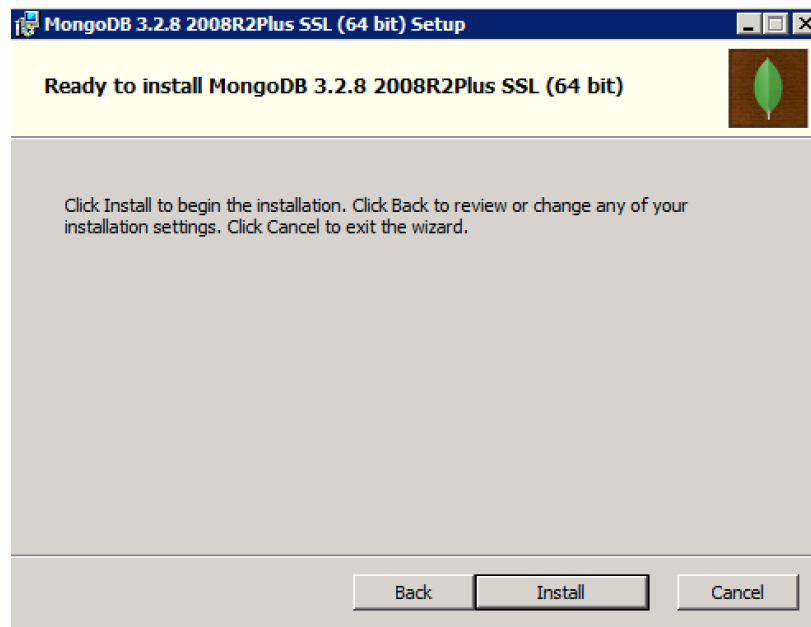 MongoDB 3.2.8 2008R2Plus SSL (64 bit) Setup
Ready to install MongoDB 3.2.8 2008R2Plus SSL (64 bit)
Click Install to begin the installation. Click Back to review or change any of your
installation settings. Click Cancel to exit the wizard.
Back Install Cancel